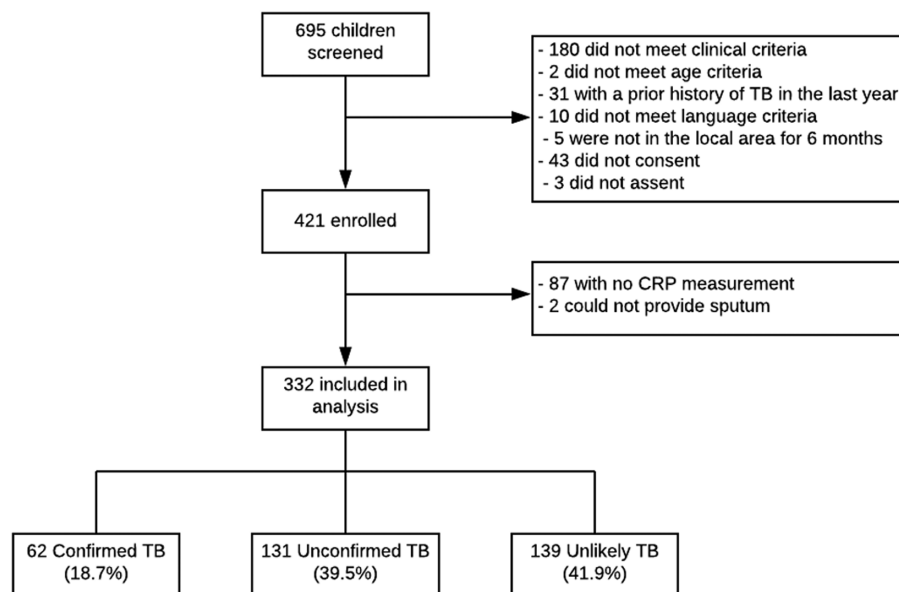 695 children
screened
- 180 did not meet clinical criteria
- 2 did not meet age criteria
- 31 with a prior history of TB in the last year
- 10 did not meet language criteria
- 5 were not in the local area for 6 months
- 43 did not consent
- 3 did not assent
421 enrolled
- 87 with no CRP measurement
- 2 could not provide sputum
332 included in
analysis
62 Confirmed TB
(18.7%)
131 Unconfirmed TB
(39.5%)
139 Unlikely TB
(41.9%)